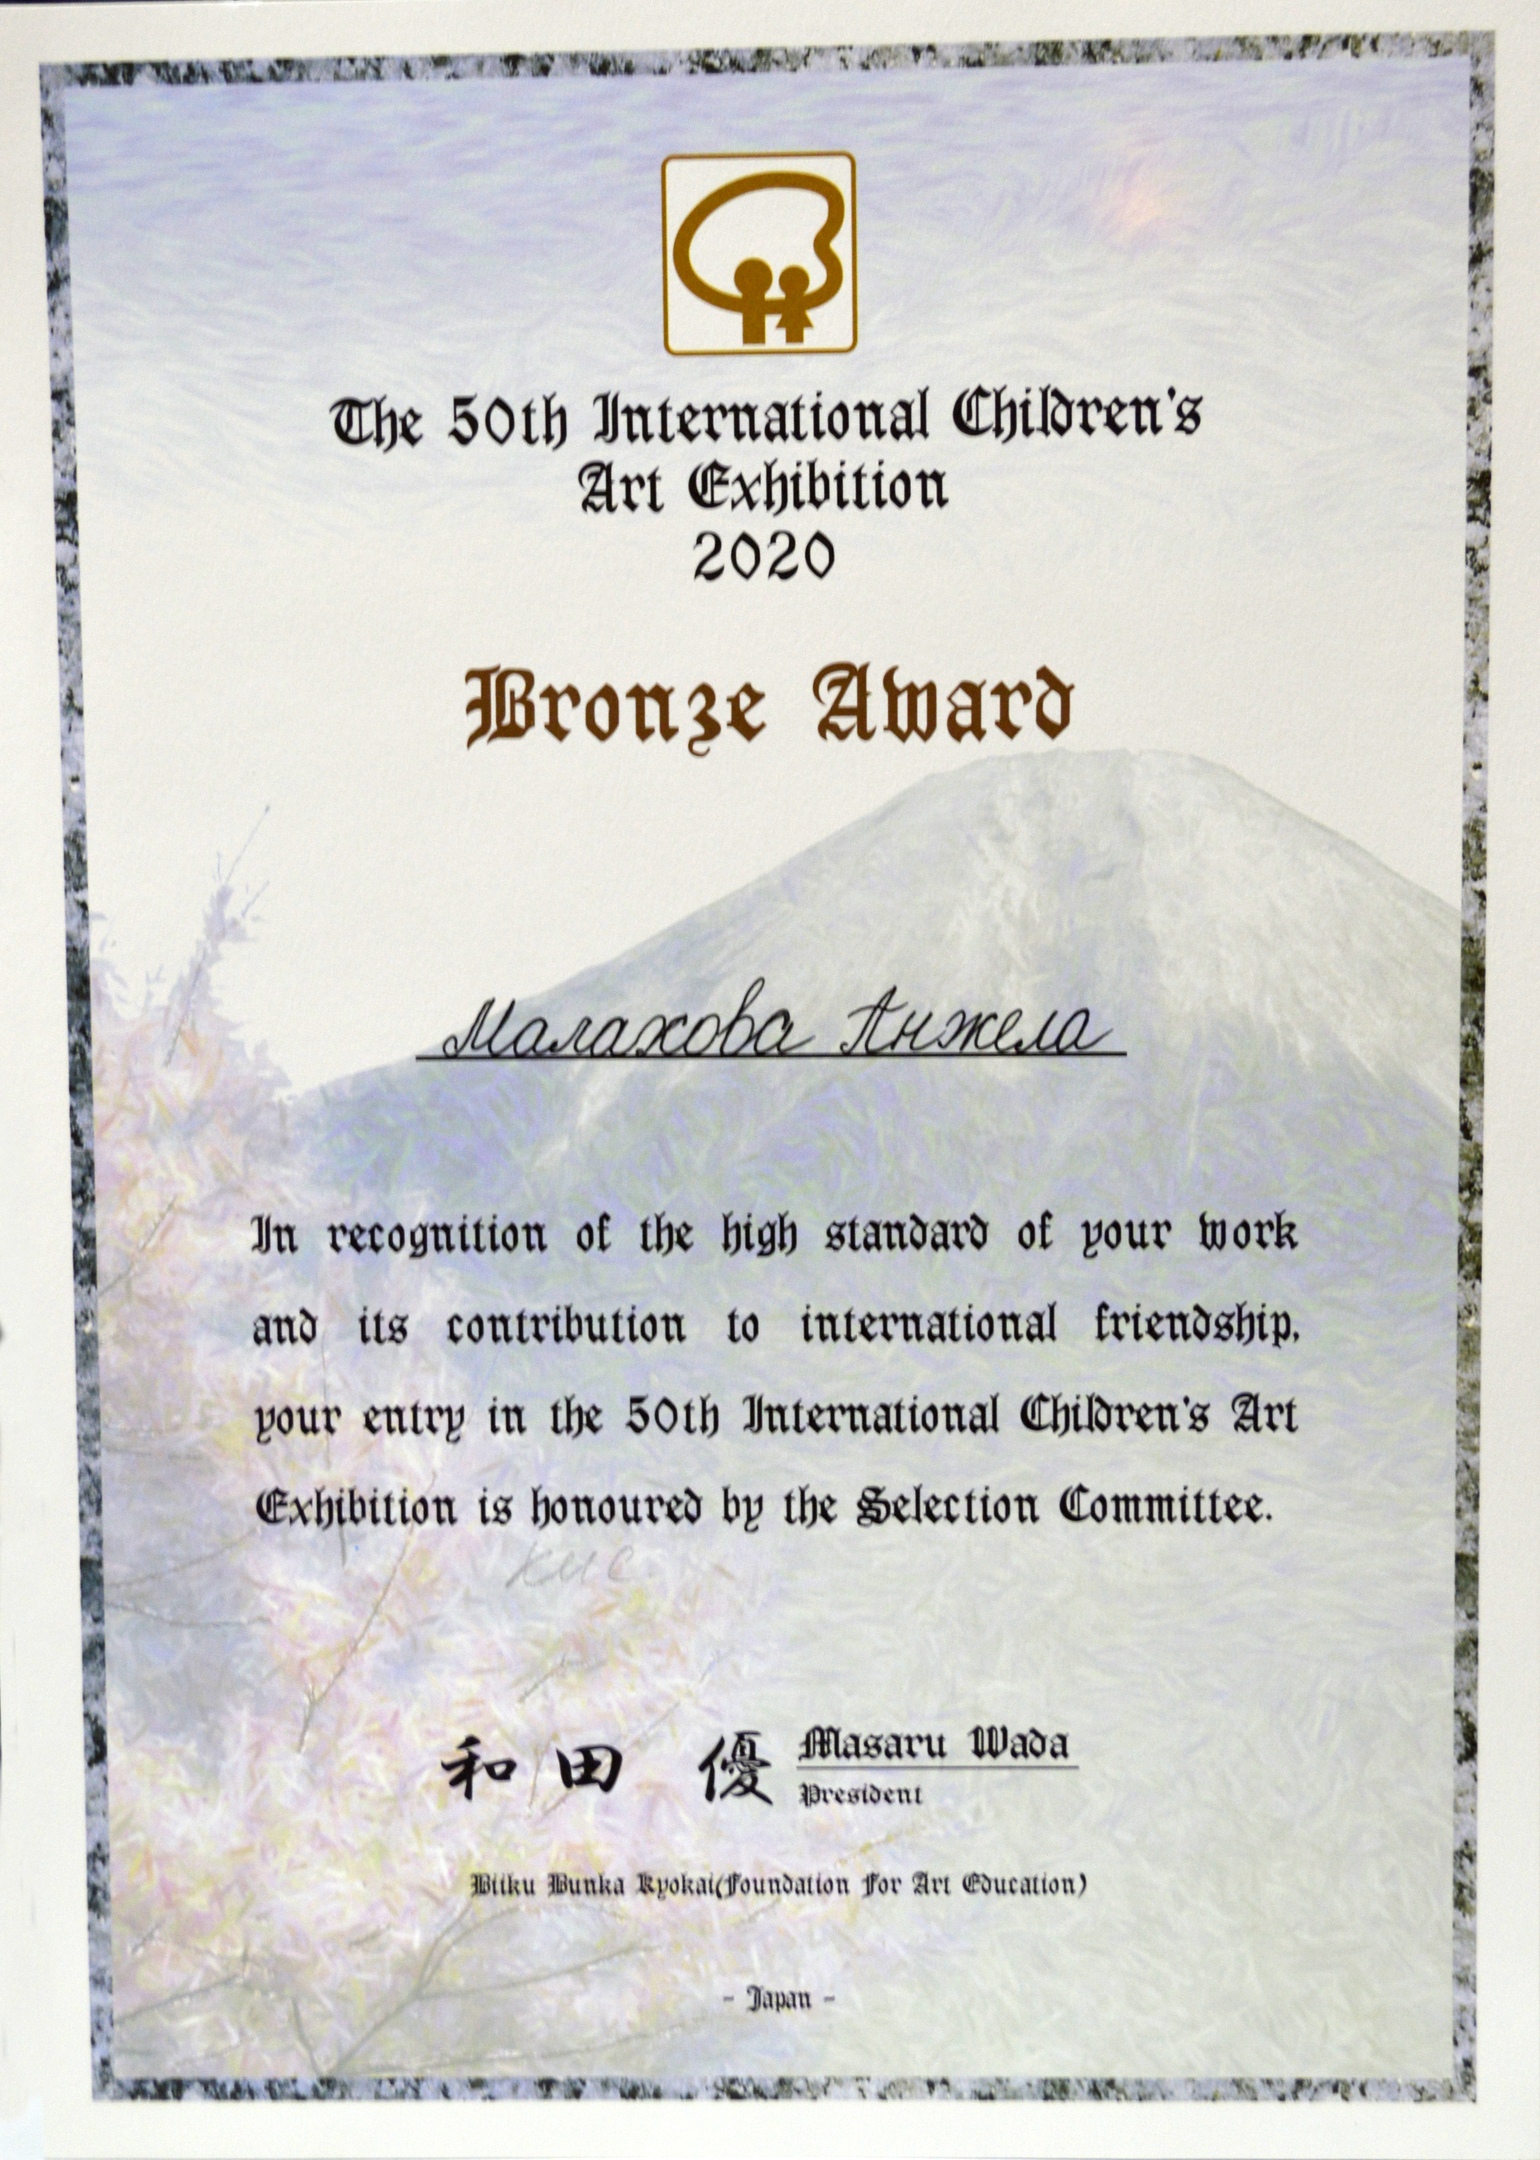 The 50th International Children's
Art Exhibition
2020
Bronze Award
Малахова Анжела
In recognition of the high standard of your work
and its contribution to international friendship,
your entry in the 50th International Children's Art
Exhibition is honoured by the Selection Committee.
和田 優 Masaru Wada
President
Biiku Bunka Kyokai(Foundation For Art Education)
- Japan -